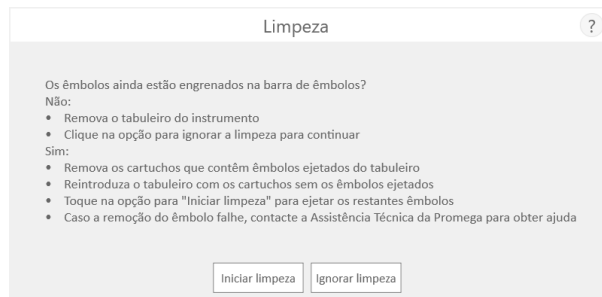 Limpeza
?
Os êmbolos ainda estão engrenados na barra de êmbolos?
Não:
• Remova o tabuleiro do instrumento
• Clique na opção para ignorar a limpeza para continuar
Sim:
• Remova os cartuchos que contêm êmbolos ejetados do tabuleiro
• Reintroduza o tabuleiro com os cartuchos sem os êmbolos ejetados
• Toque na opção para "Iniciar limpeza" para ejetar os restantes êmbolos
• Caso a remoção do êmbolo falhe, contacte a Assistência Técnica da Promega para obter ajuda
Iniciar limpeza
Ignorar limpeza